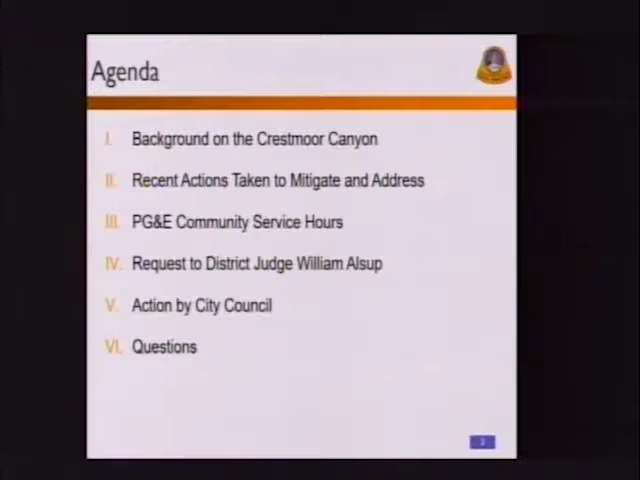 Agenda
I. Background on the Crestmoor Canyon
II. Recent Actions Taken to Mitigate and Address
III. PG&E Community Service Hours
IV. Request to District Judge William Alsup
V. Action by City Council
VI. Questions